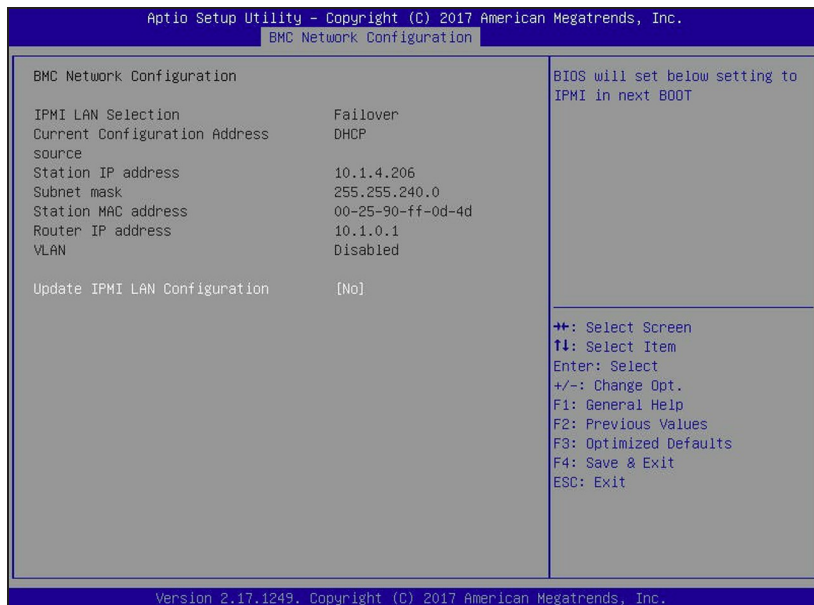 Aptio Setup Utility – Copyright (C) 2017 American Megatrends, Inc.
BMC Network Configuration
BMC Network Configuration
IPMI LAN Selection Failover
Current Configuration Address DHCP
source
Station IP address 10.1.4.206
Subnet mask 255.255.240.0
Station MAC address 00-25-90-ff-0d-4d
Router IP address 10.1.0.1
VLAN Disabled
Update IPMI LAN Configuration [No]
BIOS will set below setting to
IPMI in next BOOT
→←: Select Screen
↑↓: Select Item
Enter: Select
+/-: Change Opt.
F1: General Help
F2: Previous Values
F3: Optimized Defaults
F4: Save & Exit
ESC: Exit
Version 2.17.1249. Copyright (C) 2017 American Megatrends, Inc.